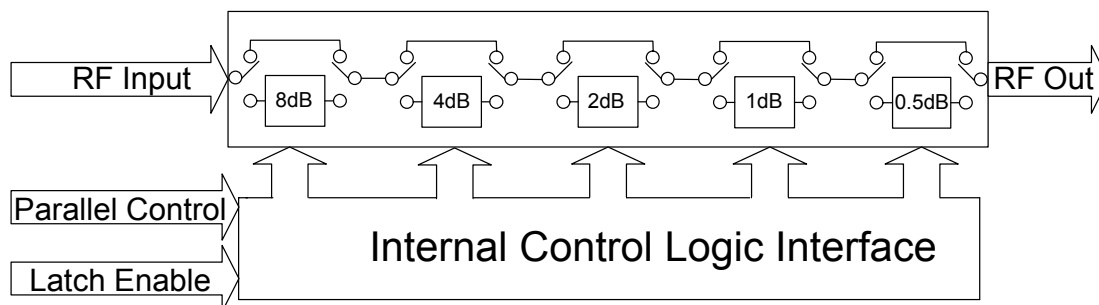 RF Input
8dB
4dB
2dB
1dB
0.5dB
RF Out
Parallel Control
Internal Control Logic Interface
Latch Enable